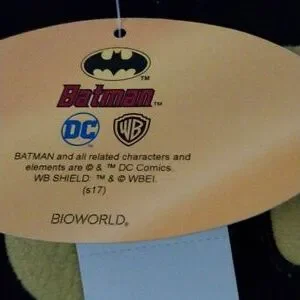 ™
Batman™
DC WB
BATMAN and all related characters and
elements are © & ™ DC Comics.
WB SHIELD: ™ & © WBEI.
(s17)
BIOWORLD®